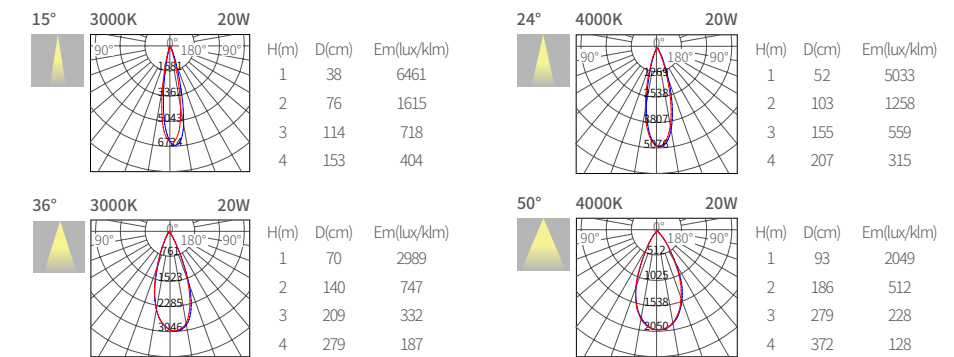 15° 3000K 20W
0°
90° 180° 90°
1681
3362
5043
6724
H(m) D(cm) Em(lux/klm)
1 38 6461
2 76 1615
3 114 718
4 153 404
24° 4000K 20W
0°
90° 180° 90°
1269
2538
3807
5076
H(m) D(cm) Em(lux/klm)
1 52 5033
2 103 1258
3 155 559
4 207 315
36° 3000K 20W
0°
90° 180° 90°
761
1523
2285
3046
H(m) D(cm) Em(lux/klm)
1 70 2989
2 140 747
3 209 332
4 279 187
50° 4000K 20W
0°
90° 180° 90°
512
1025
1538
2050
H(m) D(cm) Em(lux/klm)
1 93 2049
2 186 512
3 279 228
4 372 128